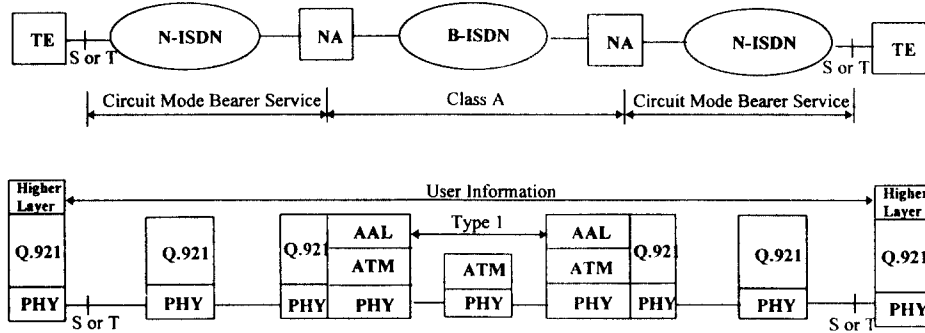 TE N-ISDN NA B-ISDN NA N-ISDN TE
S or T S or T
Circuit Mode Bearer Service Class A Circuit Mode Bearer Service
Higher Layer User Information Higher Layer
Type 1
Q.921 Q.921 Q.921 AAL AAL Q.921 Q.921 Q.921
ATM ATM ATM
PHY PHY PHY PHY PHY PHY PHY PHY PHY
S or T S or T